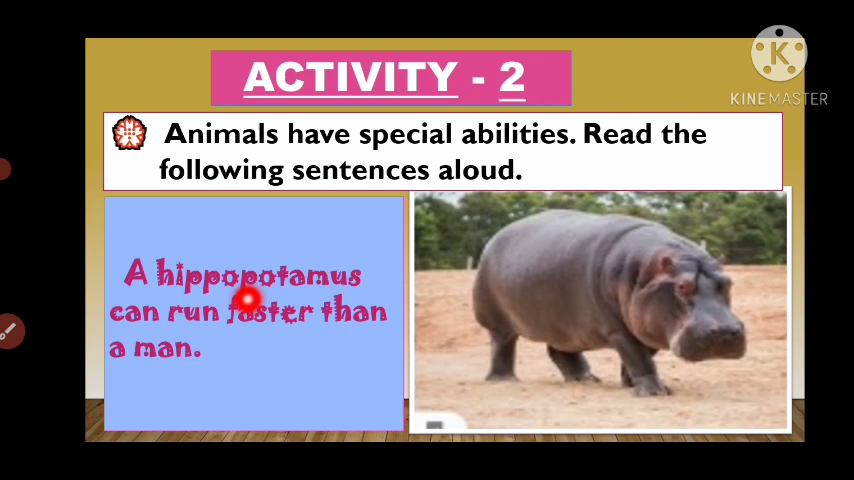 ACTIVITY - 2
KINEMASTER
Animals have special abilities. Read the
following sentences aloud.
A hippopotamus
can run faster than
a man.